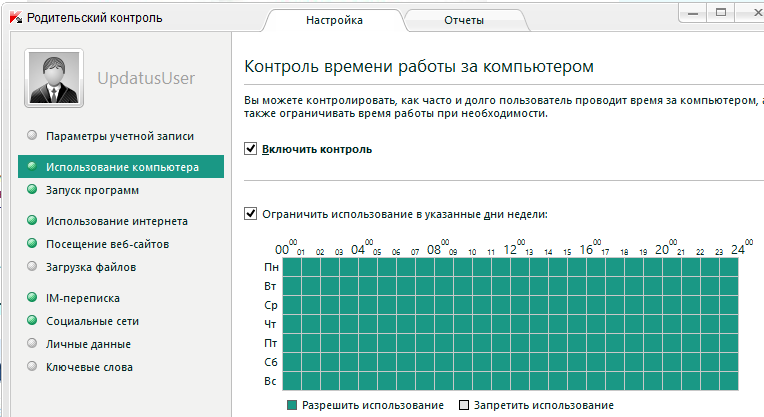 Родительский контроль
Настройка
Отчеты
UpdatusUser
Параметры учетной записи
Использование компьютера
Запуск программ
Использование интернета
Посещение веб-сайтов
Загрузка файлов
IM-переписка
Социальные сети
Личные данные
Ключевые слова
Контроль времени работы за компьютером
Вы можете контролировать, как часто и долго пользователь проводит время за компьютером, а
также ограничивать время работы при необходимости.
Включить контроль
Ограничить использование в указанные дни недели:
00 00 01 02 03 04 00 05 06 07 08 00 09 10 11 12 00 13 14 15 16 00 17 18 19 20 00 21 22 23 24 00
Пн
Вт
Ср
Чт
Пт
Сб
Вс
Разрешить использование Запретить использование